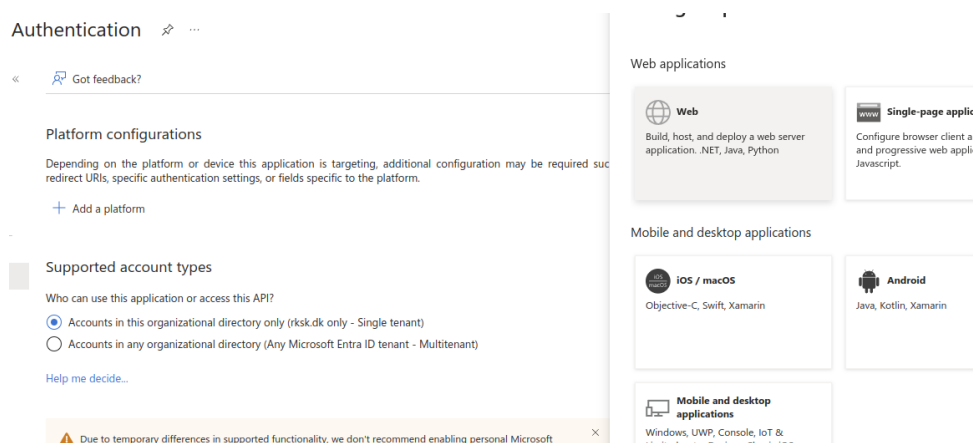 Authentication
Got feedback?
Platform configurations
Depending on the platform or device this application is targeting, additional configuration may be required suc
redirect URIs, specific authentication settings, or fields specific to the platform.
Add a platform
Supported account types
Who can use this application or access this API?
Accounts in this organizational directory only (rksk.dk only - Single tenant)
Accounts in any organizational directory (Any Microsoft Entra ID tenant - Multitenant)
Help me decide...
Due to temporary differences in supported functionality, we don't recommend enabling personal Microsoft
Web applications
Web
Build, host, and deploy a web server
application. .NET, Java, Python
www
Single-page applic
Configure browser client a
and progressive web appli
Javascript.
Mobile and desktop applications
iOS
macOS
iOS / macOS
Objective-C, Swift, Xamarin
Android
Java, Kotlin, Xamarin
Mobile and desktop
applications
Windows, UWP, Console, IoT &